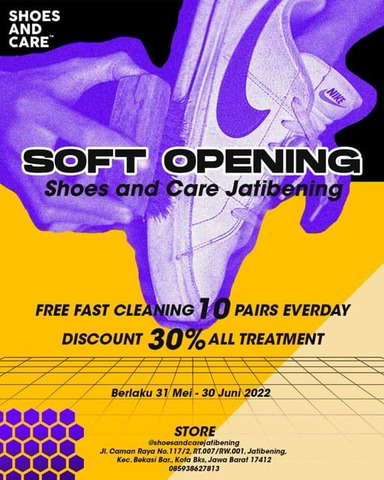 SHOES
AND
CARE™
NIKE
SOFT OPENING
Shoes and Care Jatibening
FREE FAST CLEANING 10 PAIRS EVERDAY
DISCOUNT 30% ALL TREATMENT
Berlaku 31 Mei - 30 Juni 2022
STORE
@shoesandcarejatibening
Jl. Caman Raya No.117/2, RT.007/RW.001, Jatibening,
Kec. Bekasi Bar., Kota Bks, Jawa Barat 17412
085938627813